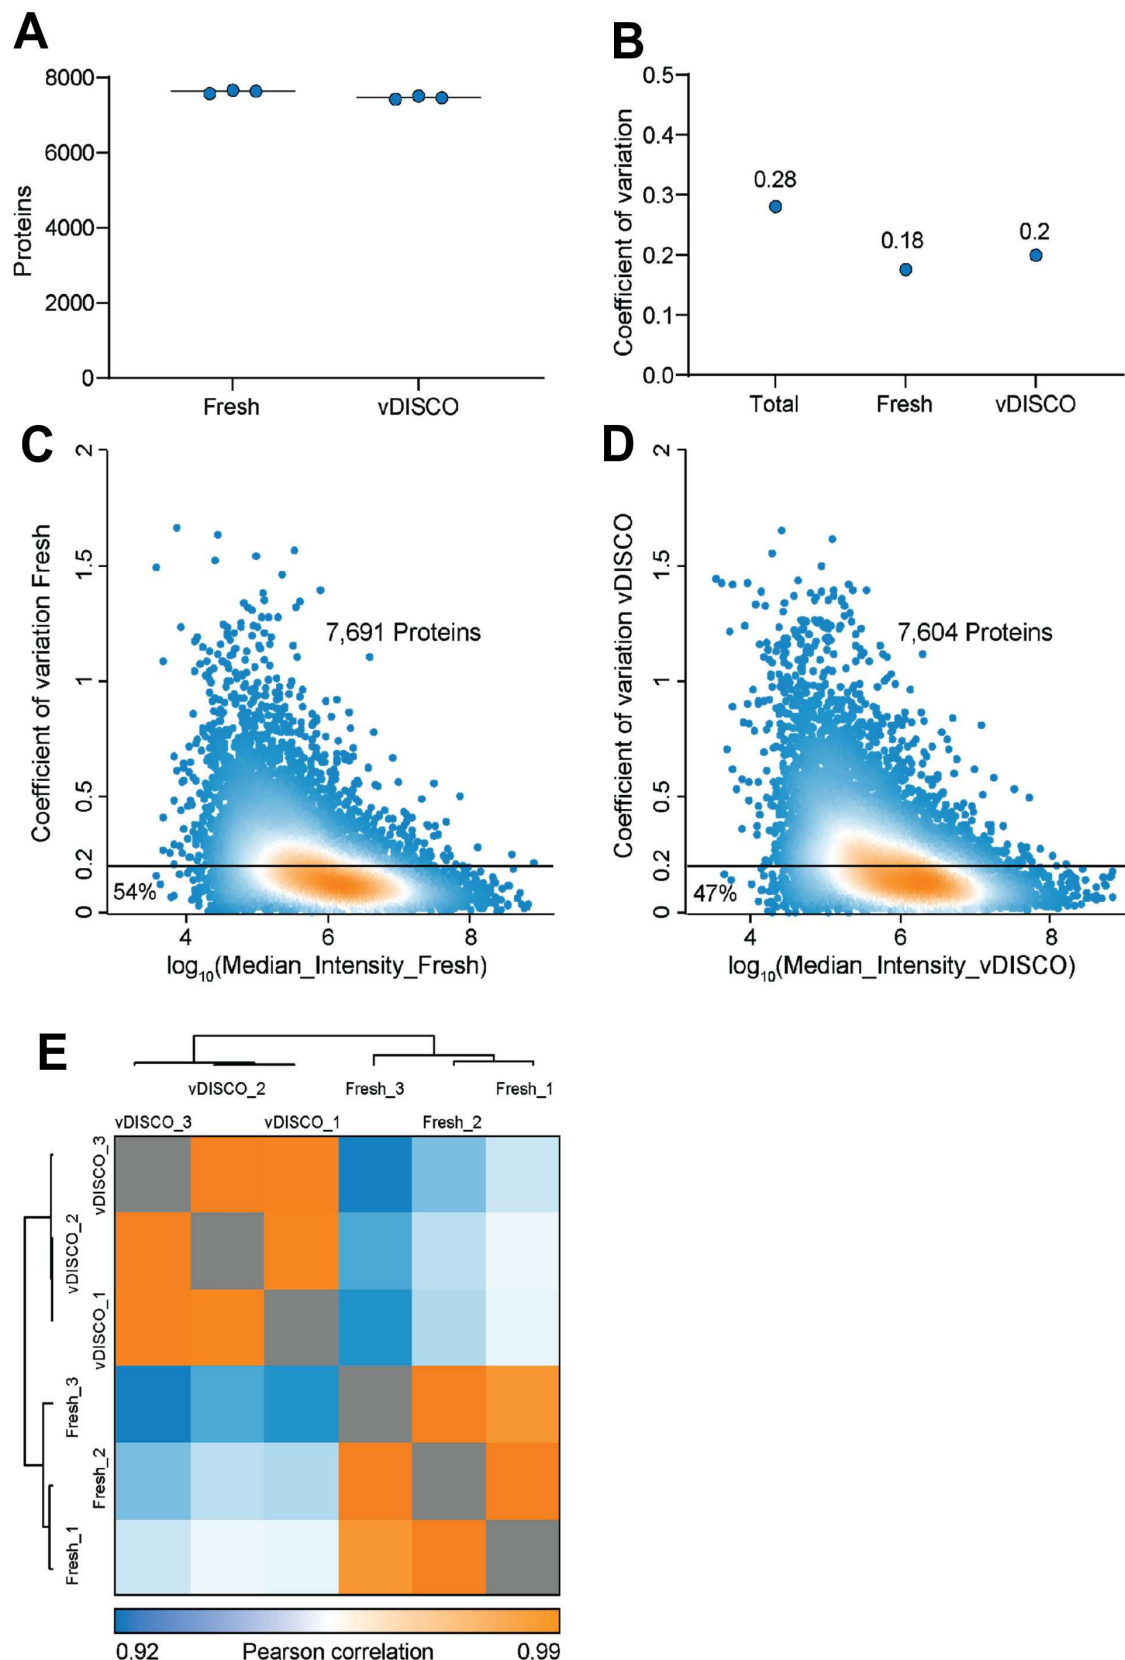 A
8000
6000
4000
2000
0
Proteins
Fresh
vDISCO
B
0.5
0.4
0.3
0.2
0.1
0.0
Coefficient of variation
0.28
0.18
0.2
Total
Fresh
vDISCO
C
2
1.5
1
0.5
0.2
0
Coefficient of variation Fresh
7,691 Proteins
54%
4
6
8
log₁₀(Median_Intensity_Fresh)
D
2
1.5
1
0.5
0.2
0
Coefficient of variation vDISCO
7,604 Proteins
47%
4
6
8
log₁₀(Median_Intensity_vDISCO)
E
vDISCO_2
Fresh_3
Fresh_1
vDISCO_3
vDISCO_1
Fresh_2
vDISCO_3
vDISCO_2
vDISCO_1
Fresh_3
Fresh_2
Fresh_1
0.92
Pearson correlation
0.99